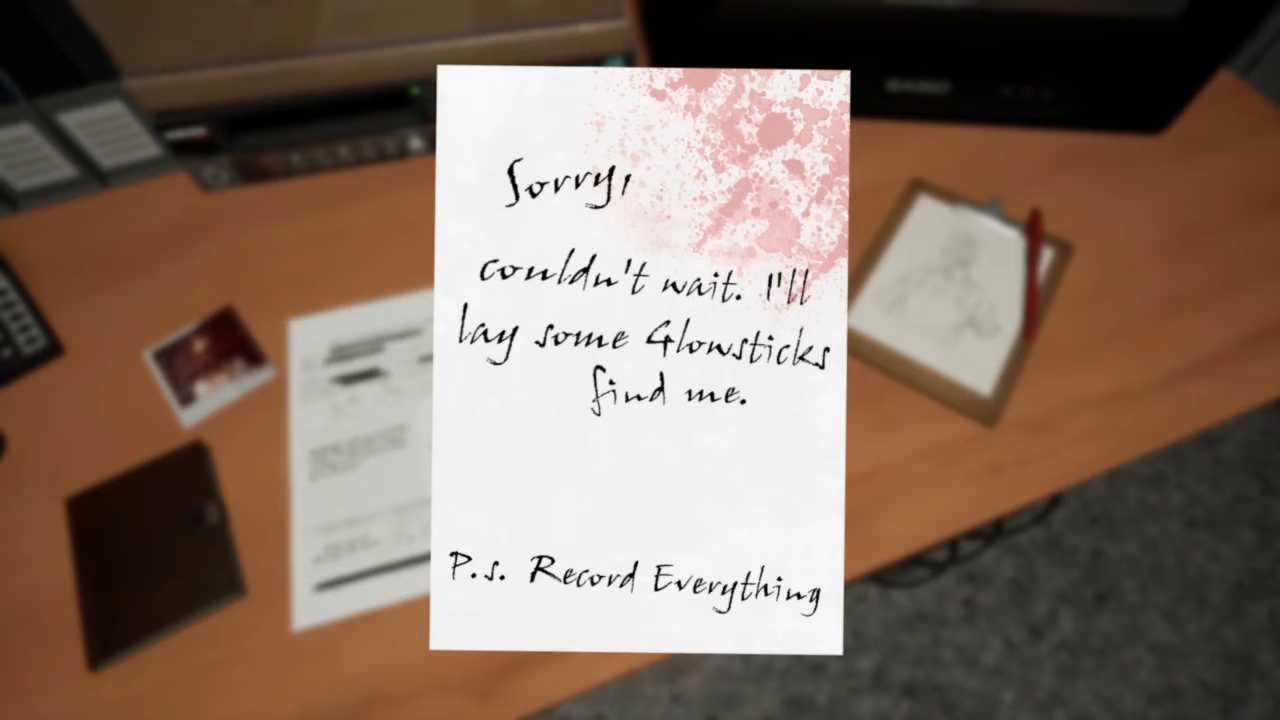 Sorry,
couldn't wait. I'll
lay some Glowsticks
find me.
P.s. Record Everything